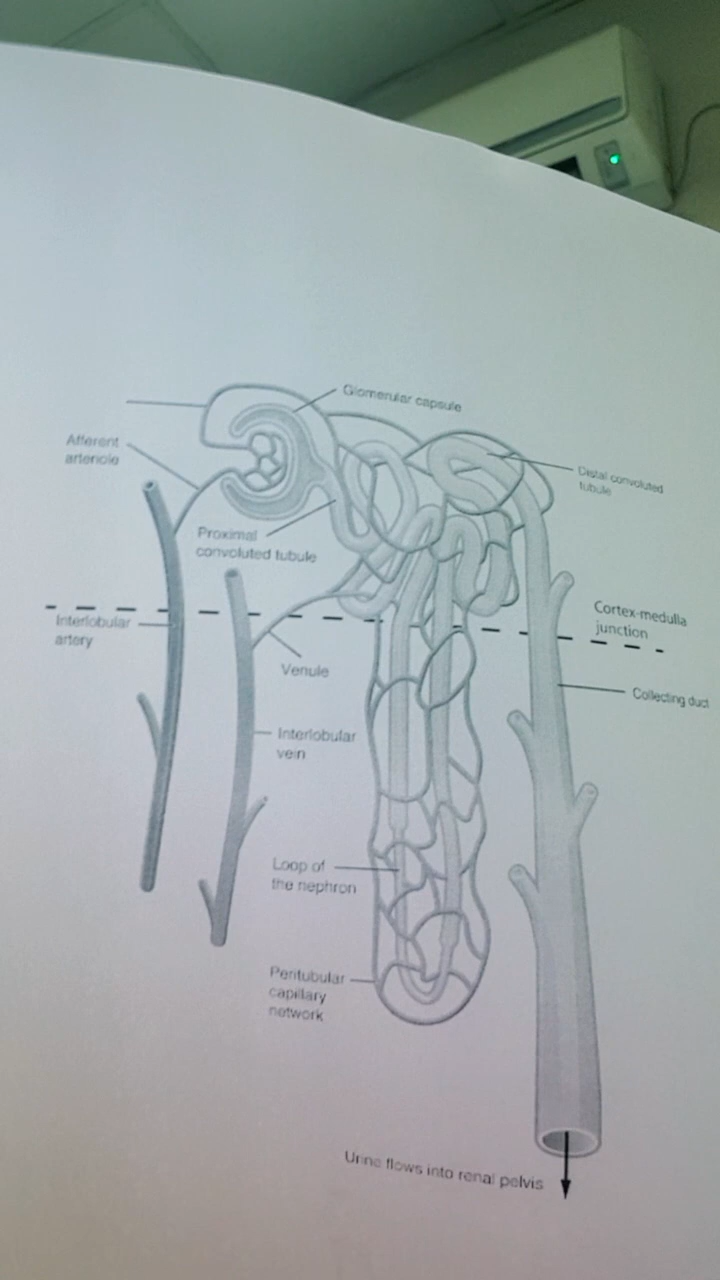 Glomerular capsule
Afferent
arteriole
Distal convoluted
tubule
Proximal
convoluted tubule
Cortex-medulla
junction
Interlobular
artery
Venule
Collecting duct
Interlobular
vein
Loop of
the nephron
Peritubular
capillary
network
Urine flows into renal pelvis